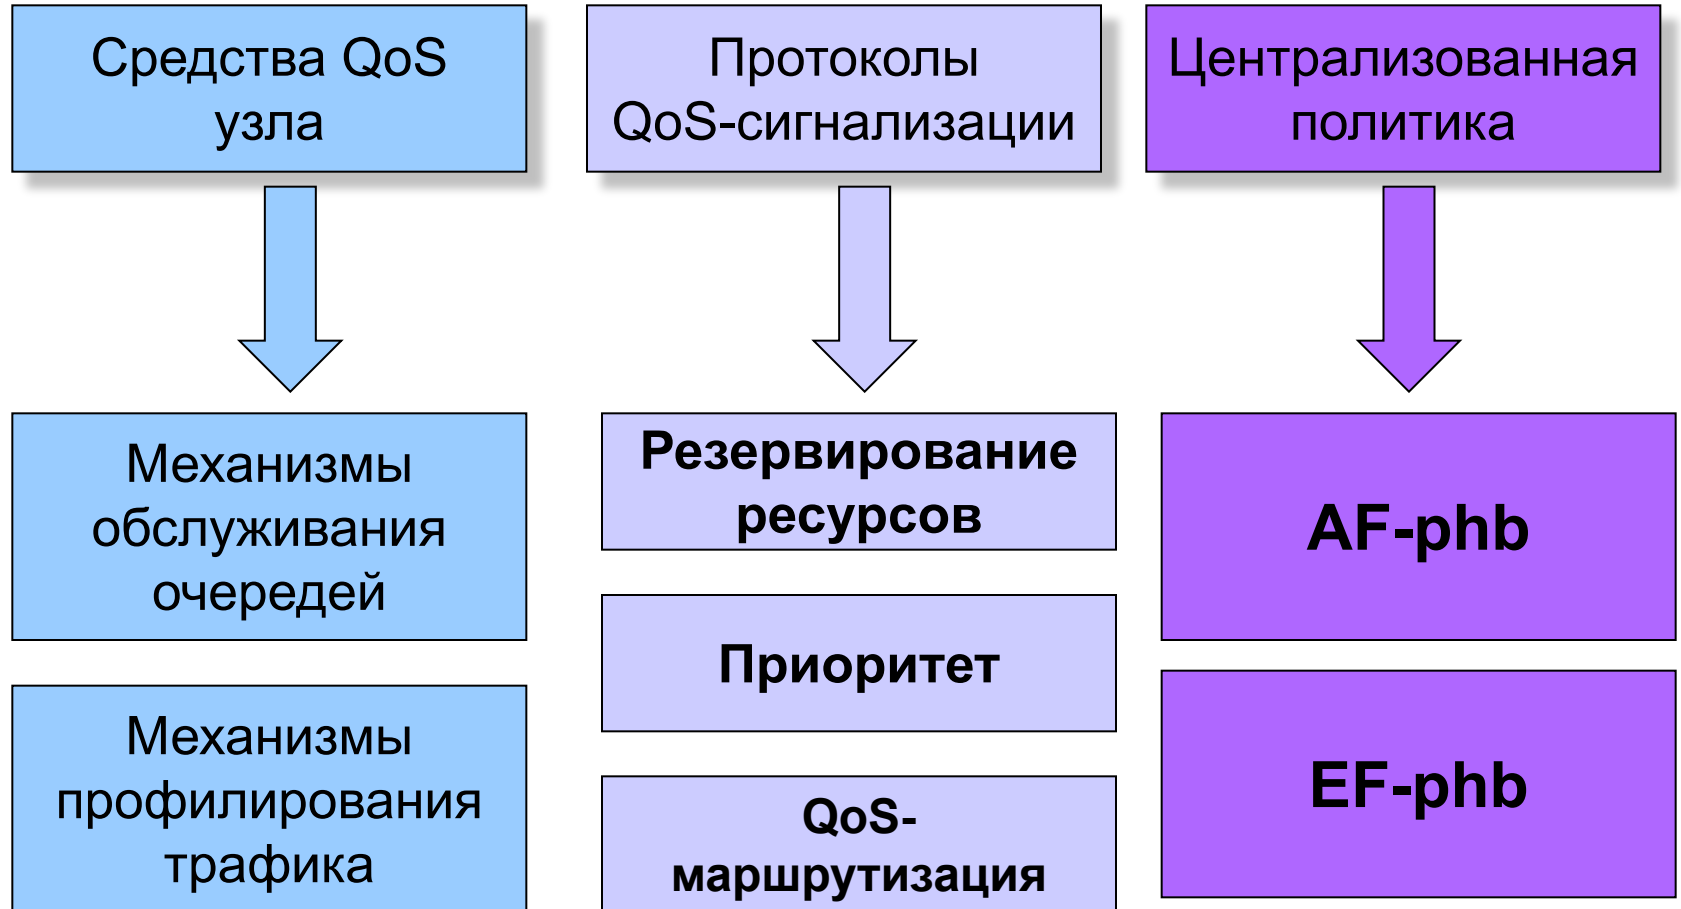 Средства QoS
узла
Протоколы
QoS-сигнализации
Централизованная
политика
Механизмы
обслуживания
очередей
Механизмы
профилирования
трафика
Резервирование
ресурсов
Приоритет
QoS-
маршрутизация
AF-phb
EF-phb